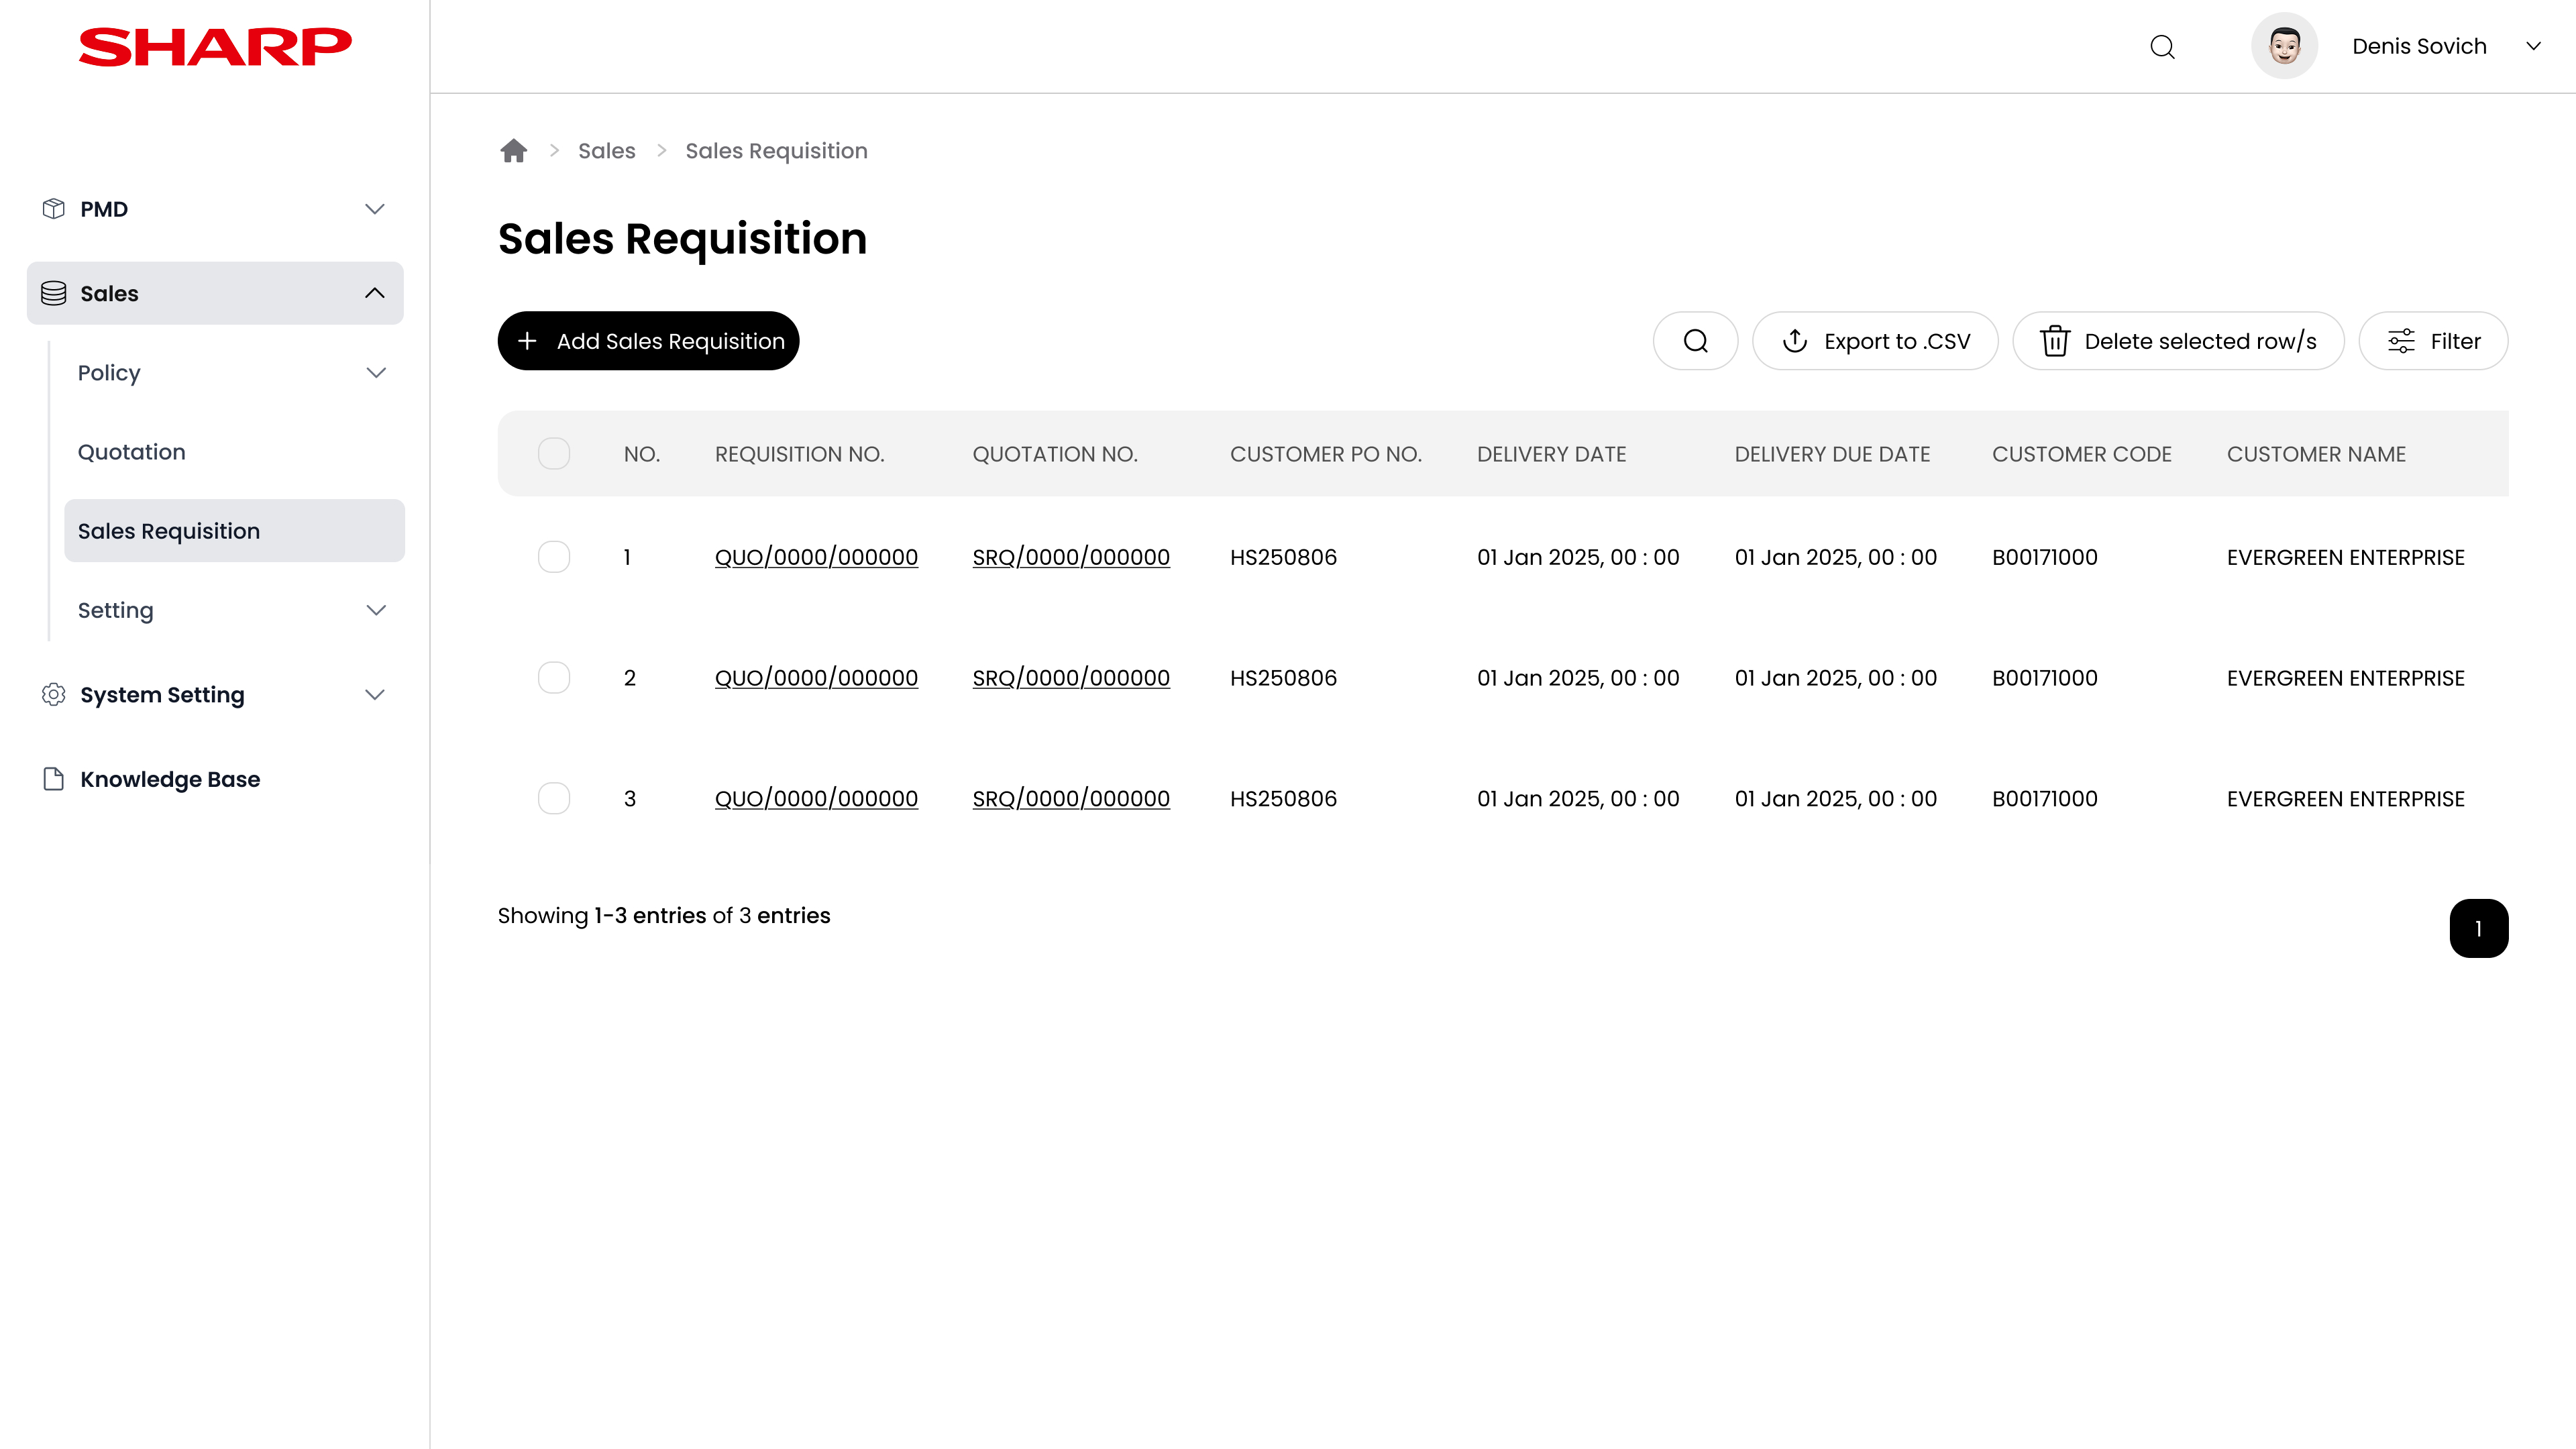 SHARP
Denis Sovich
PMD
Sales
Policy
Quotation
Sales Requisition
Setting
System Setting
Knowledge Base
Sales > Sales Requisition
Sales Requisition
+ Add Sales Requisition
Export to .CSV
Delete selected row/s
Filter
NO. REQUISITION NO. QUOTATION NO. CUSTOMER PO NO. DELIVERY DATE DELIVERY DUE DATE CUSTOMER CODE CUSTOMER NAME
1 QUO/0000/000000 SRQ/0000/000000 HS250806 01 Jan 2025, 00 : 00 01 Jan 2025, 00 : 00 B00171000 EVERGREEN ENTERPRISE
2 QUO/0000/000000 SRQ/0000/000000 HS250806 01 Jan 2025, 00 : 00 01 Jan 2025, 00 : 00 B00171000 EVERGREEN ENTERPRISE
3 QUO/0000/000000 SRQ/0000/000000 HS250806 01 Jan 2025, 00 : 00 01 Jan 2025, 00 : 00 B00171000 EVERGREEN ENTERPRISE
Showing 1-3 entries of 3 entries
1